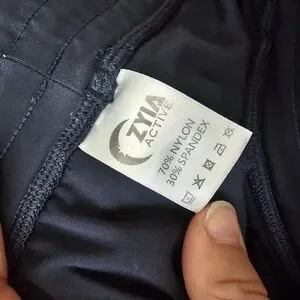 ZYIA
ACTIVE
70% NYLON
30% SPANDEX